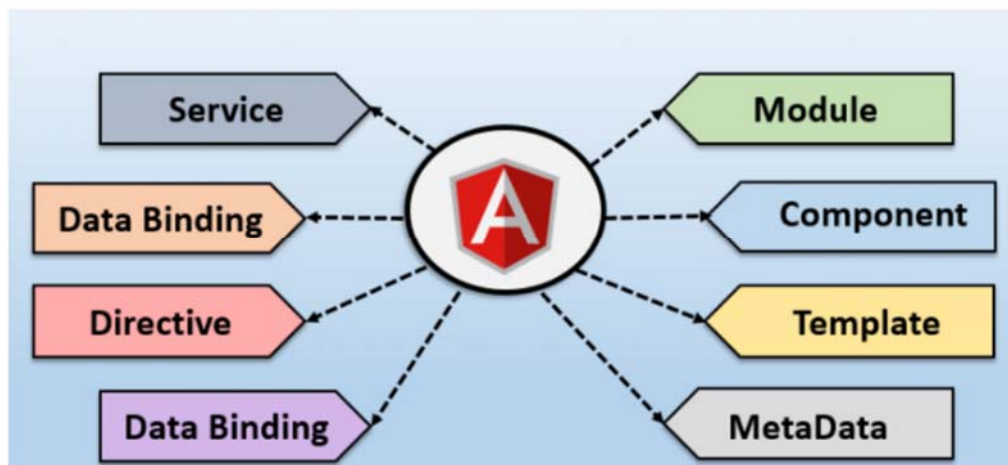 Service
Module
Data Binding
Component
Directive
Template
Data Binding
MetaData